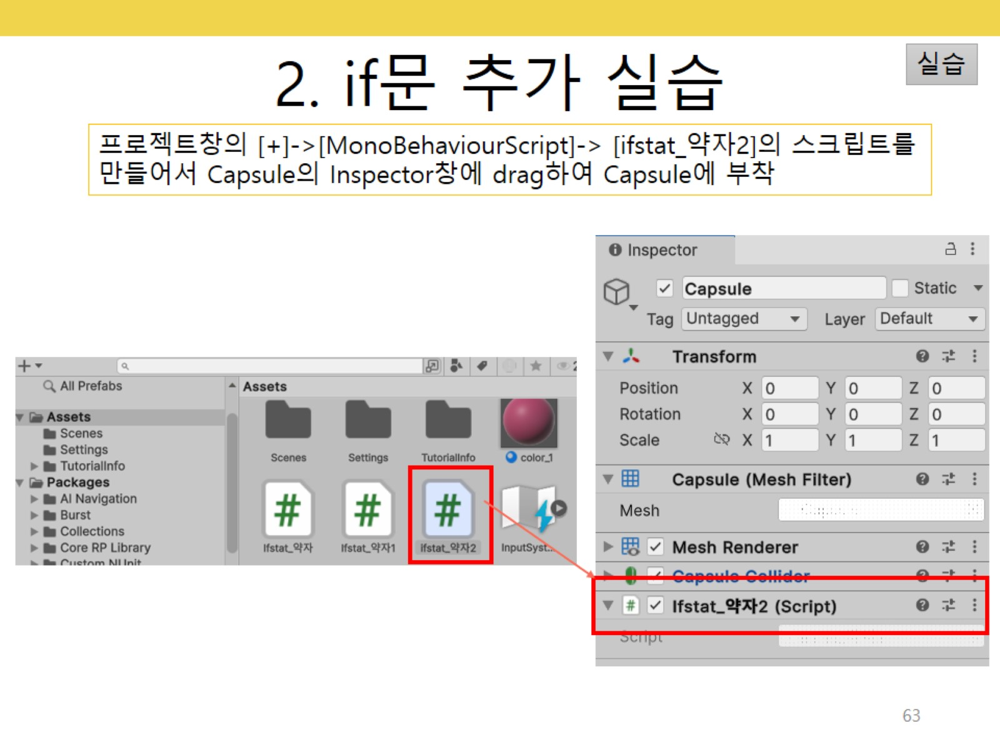 2. if문 추가 실습
실습
프로젝트창의 [+]->[MonoBehaviourScript]-> [ifstat_약자2]의 스크립트를
만들어서 Capsule의 Inspector창에 drag하여 Capsule에 부착
All Prefabs
Assets
Scenes
Settings
TutorialInfo
Packages
AI Navigation
Burst
Collections
Core RP Library
Custom NUnit
Assets
2
Scenes
Settings
TutorialInfo
color_1
Ifstat_약자
Ifstat_약자1
ifstat_약자2
InputSyst...
Inspector
Capsule
Static
Tag Untagged Layer Default
Transform
Position X 0 Y 0 Z 0
Rotation X 0 Y 0 Z 0
Scale X 1 Y 1 Z 1
Capsule (Mesh Filter)
Mesh
Mesh Renderer
Capsule Collider
Ifstat_약자2 (Script)
Script
63